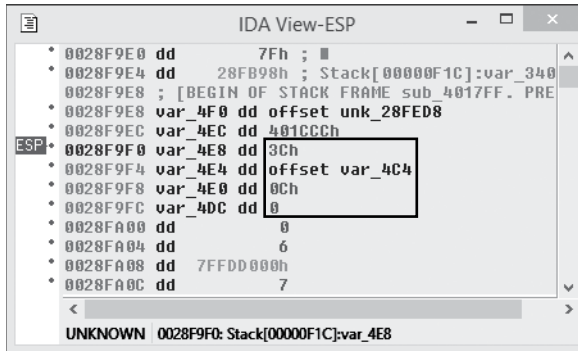 IDA View-ESP
0028F9E0 dd 7Fh ; ■
0028F9E4 dd 28FB98h ; Stack[00000F1C]:var_340
0028F9E8 ; [BEGIN OF STACK FRAME sub_4017FF. PRE
0028F9E8 var_4F0 dd offset unk_28FED8
0028F9EC var_4EC dd 401CCCh
ESP 0028F9F0 var_4E8 dd 3Ch
0028F9F4 var_4E4 dd offset var_4C4
0028F9F8 var_4E0 dd 0Ch
0028F9FC var_4DC dd 0
0028FA00 dd 0
0028FA04 dd 6
0028FA08 dd 7FFDD000h
0028FA0C dd 7
UNKNOWN 0028F9F0: Stack[00000F1C]:var_4E8